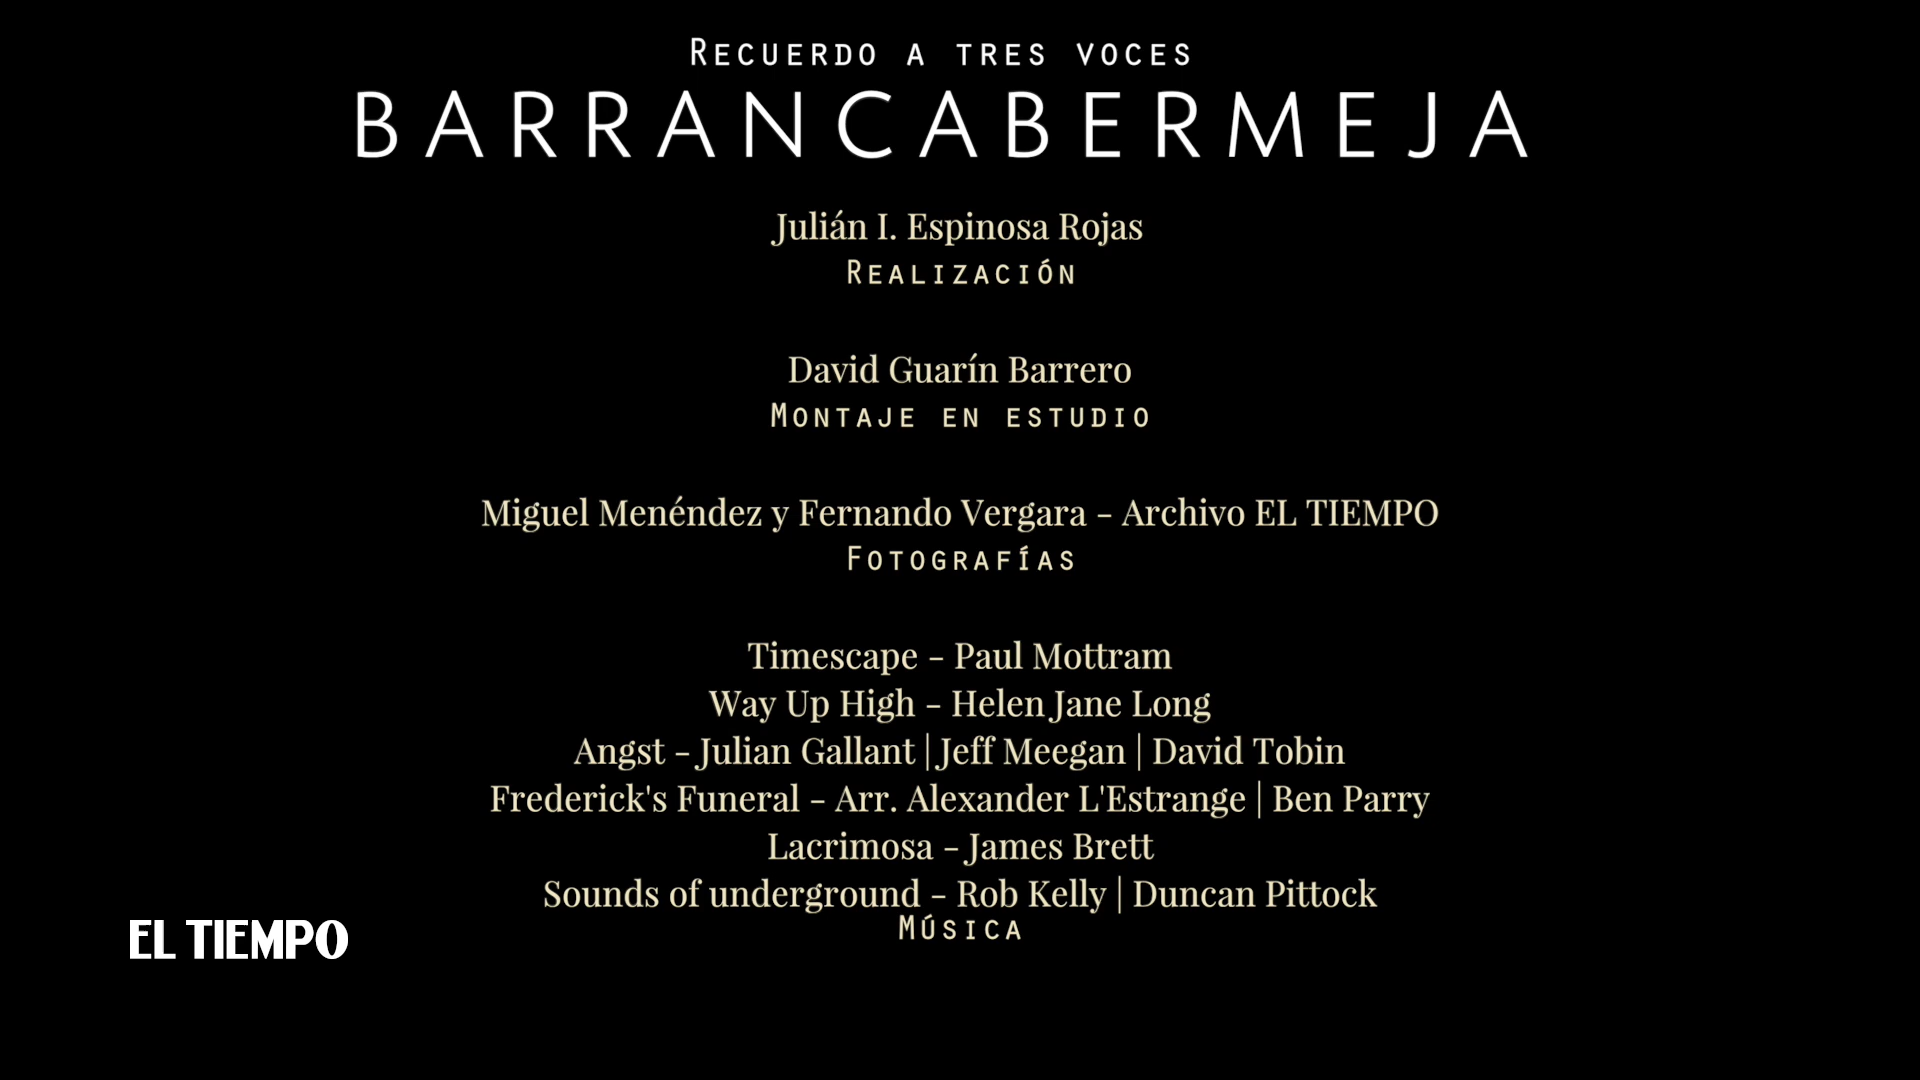 RECUERDO A TRES VOCES
BARRANCABERMEJA
Julián I. Espinosa Rojas
REALIZACIÓN
David Guarín Barrero
MONTAJE EN ESTUDIO
Miguel Menéndez y Fernando Vergara - Archivo EL TIEMPO
FOTOGRAFÍAS
Timescape - Paul Mottram
Way Up High - Helen Jane Long
Angst - Julian Gallant | Jeff Meegan | David Tobin
Frederick's Funeral - Arr. Alexander L'Estrange | Ben Parry
Lacrimosa - James Brett
Sounds of underground - Rob Kelly | Duncan Pittock
MÚSICA
EL TIEMPO